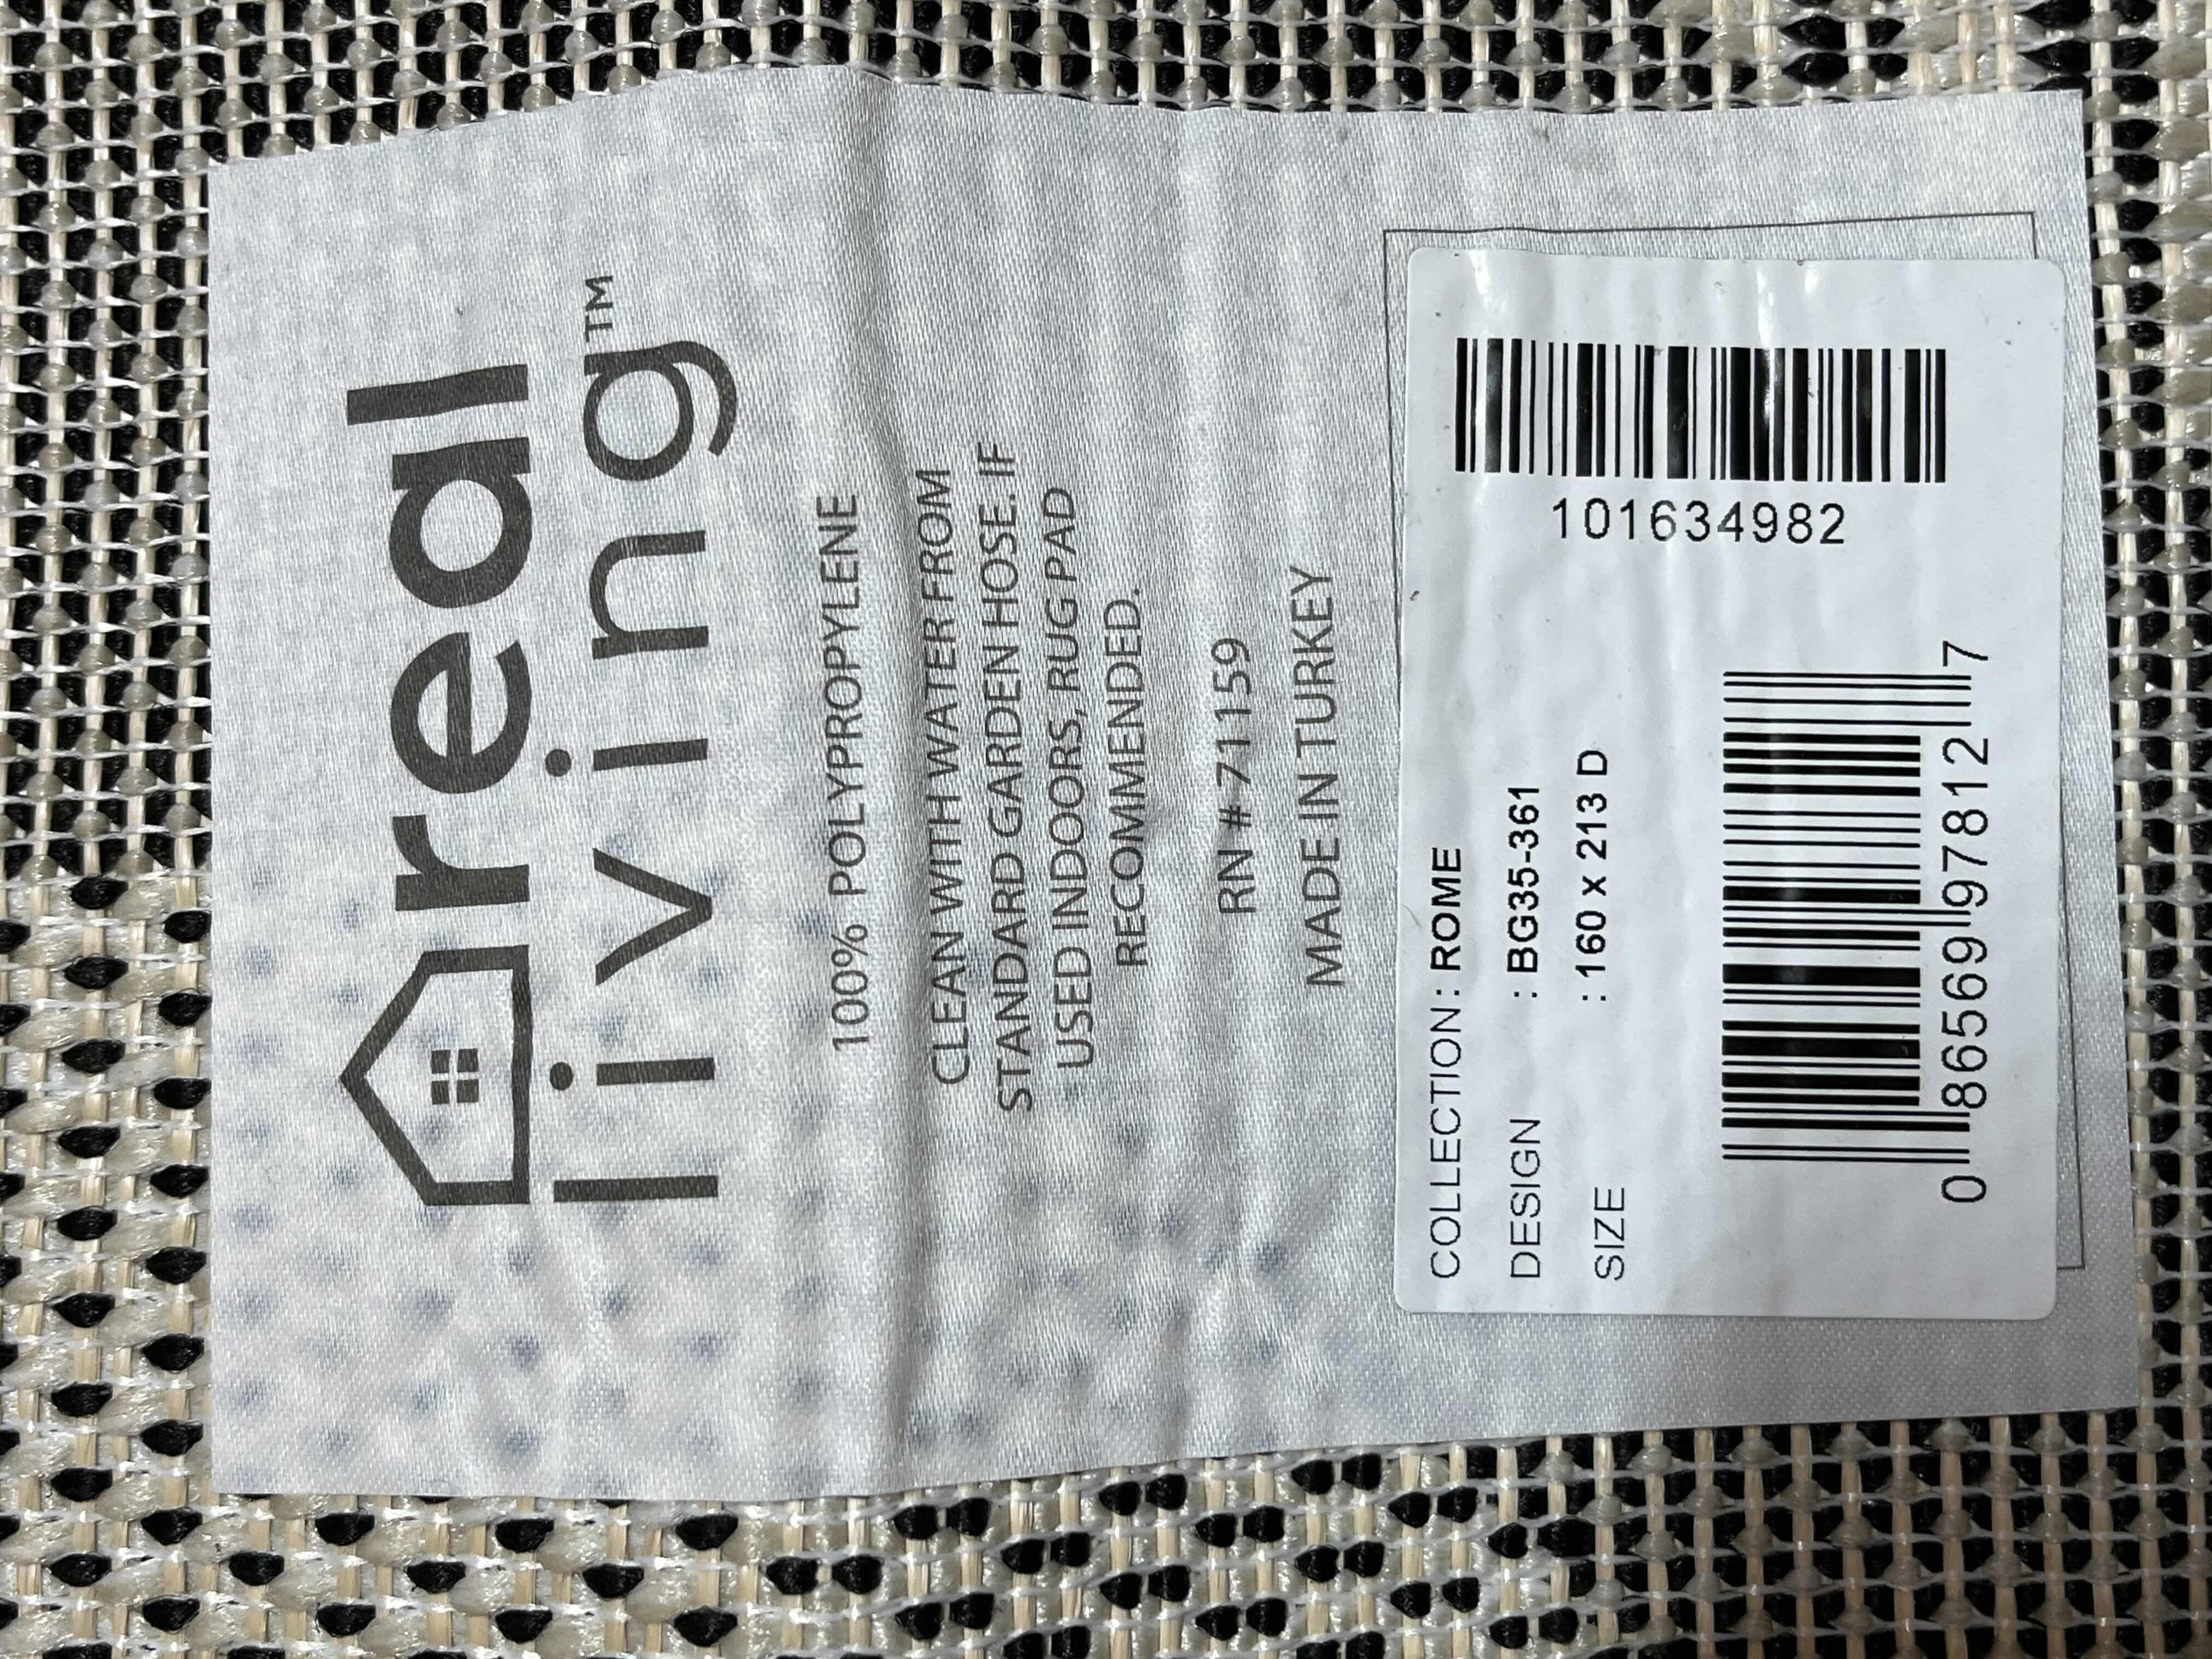 real
living™
100% POLYPROPYLENE
CLEAN WITH WATER FROM
STANDARD GARDEN HOSE. IF
USED INDOORS, RUG PAD
RECOMMENDED.
RN # 71159
MADE IN TURKEY
COLLECTION : ROME
DESIGN : BG35-361
SIZE : 160 x 213 D
101634982
0 86569 97812 7